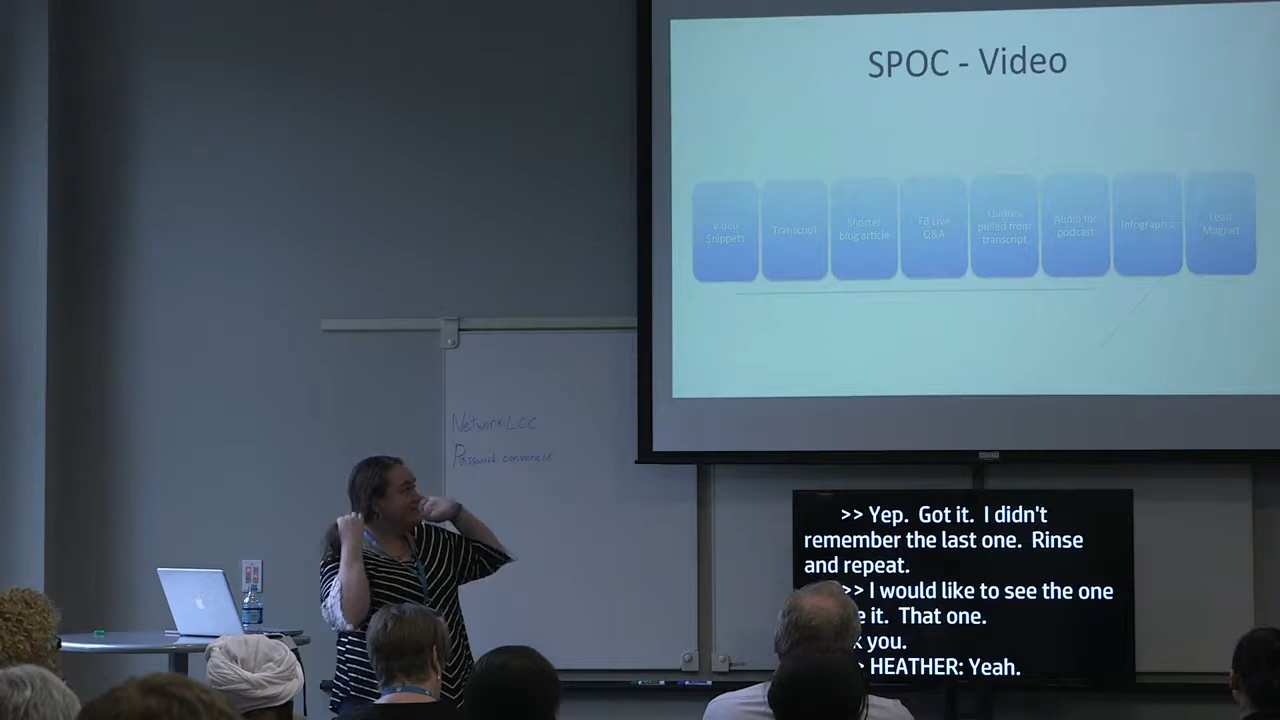 SPOC - Video
Video
Snippets
Transcript
Shorter
blog article
FB Live
Q&A
Quotes
pulled from
transcript
Audio for
podcast
Infographic
Lead
Magnet
Network LCC
Password
>> Yep. Got it. I didn't
remember the last one. Rinse
and repeat.
>> I would like to see the one
e it. That one.
k you.
> HEATHER: Yeah.